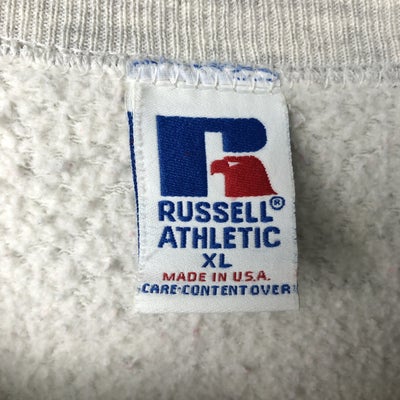 R
RUSSELL®
ATHLETIC
XL
MADE IN U.S.A.
CARE-CONTENT OVER